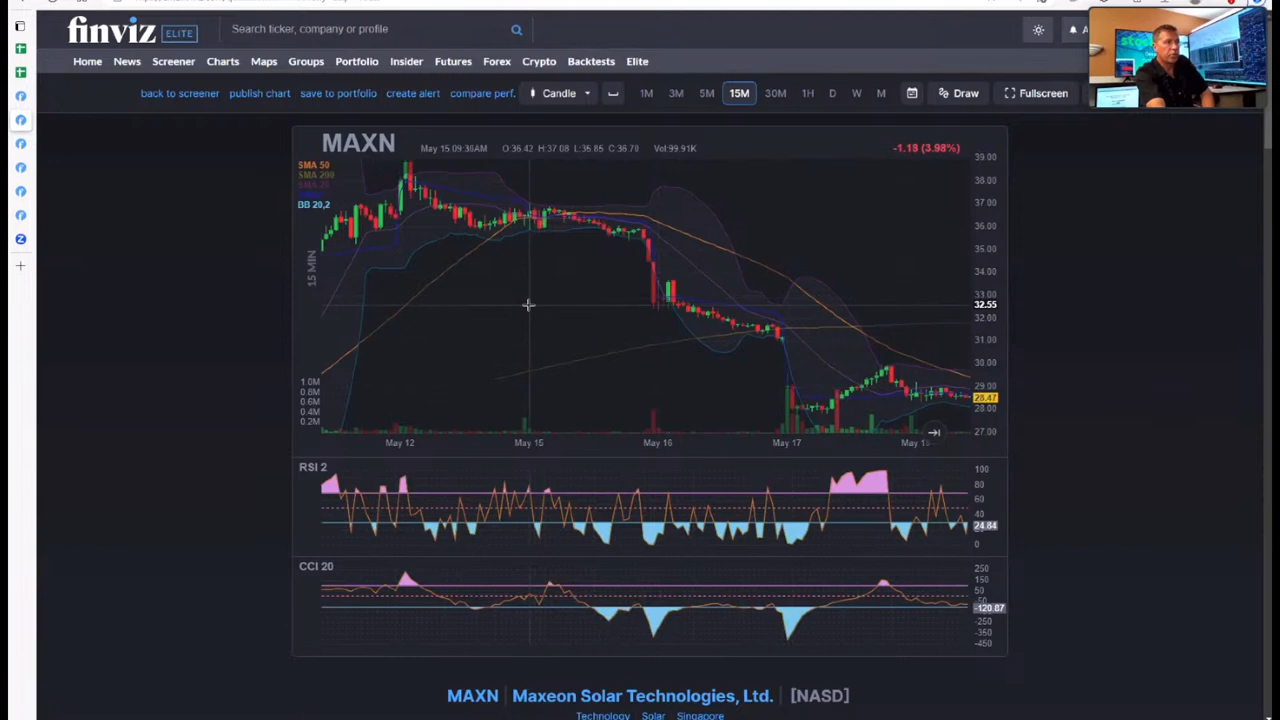 finviz ELITE
Search ticker, company or profile
Home News Screener Charts Maps Groups Portfolio Insider Futures Forex Crypto Backtests Elite
back to screener publish chart save to portfolio create alert compare perf. Candle 1M 3M 5M 15M 30M 1H D W M Draw Fullscreen
MAXN May 15 09:30AM O:36.42 H:37.08 L:35.85 C:36.70 Vol:99.91K -1.18 (3.98%)
SMA 50
SMA 200
BB 20,2
15 MIN
39.00
38.00
37.00
36.00
35.00
34.00
33.00
32.55
32.00
31.00
30.00
29.00
28.47
28.00
27.00
1.0M
0.8M
0.6M
0.4M
0.2M
May 12 May 15 May 16 May 17
RSI 2
100
80
60
40
24.84
0
CCI 20
250
150
50
-50
-120.87
-250
-350
-450
MAXN Maxeon Solar Technologies, Ltd. [NASD]
Technology Solar Singapore